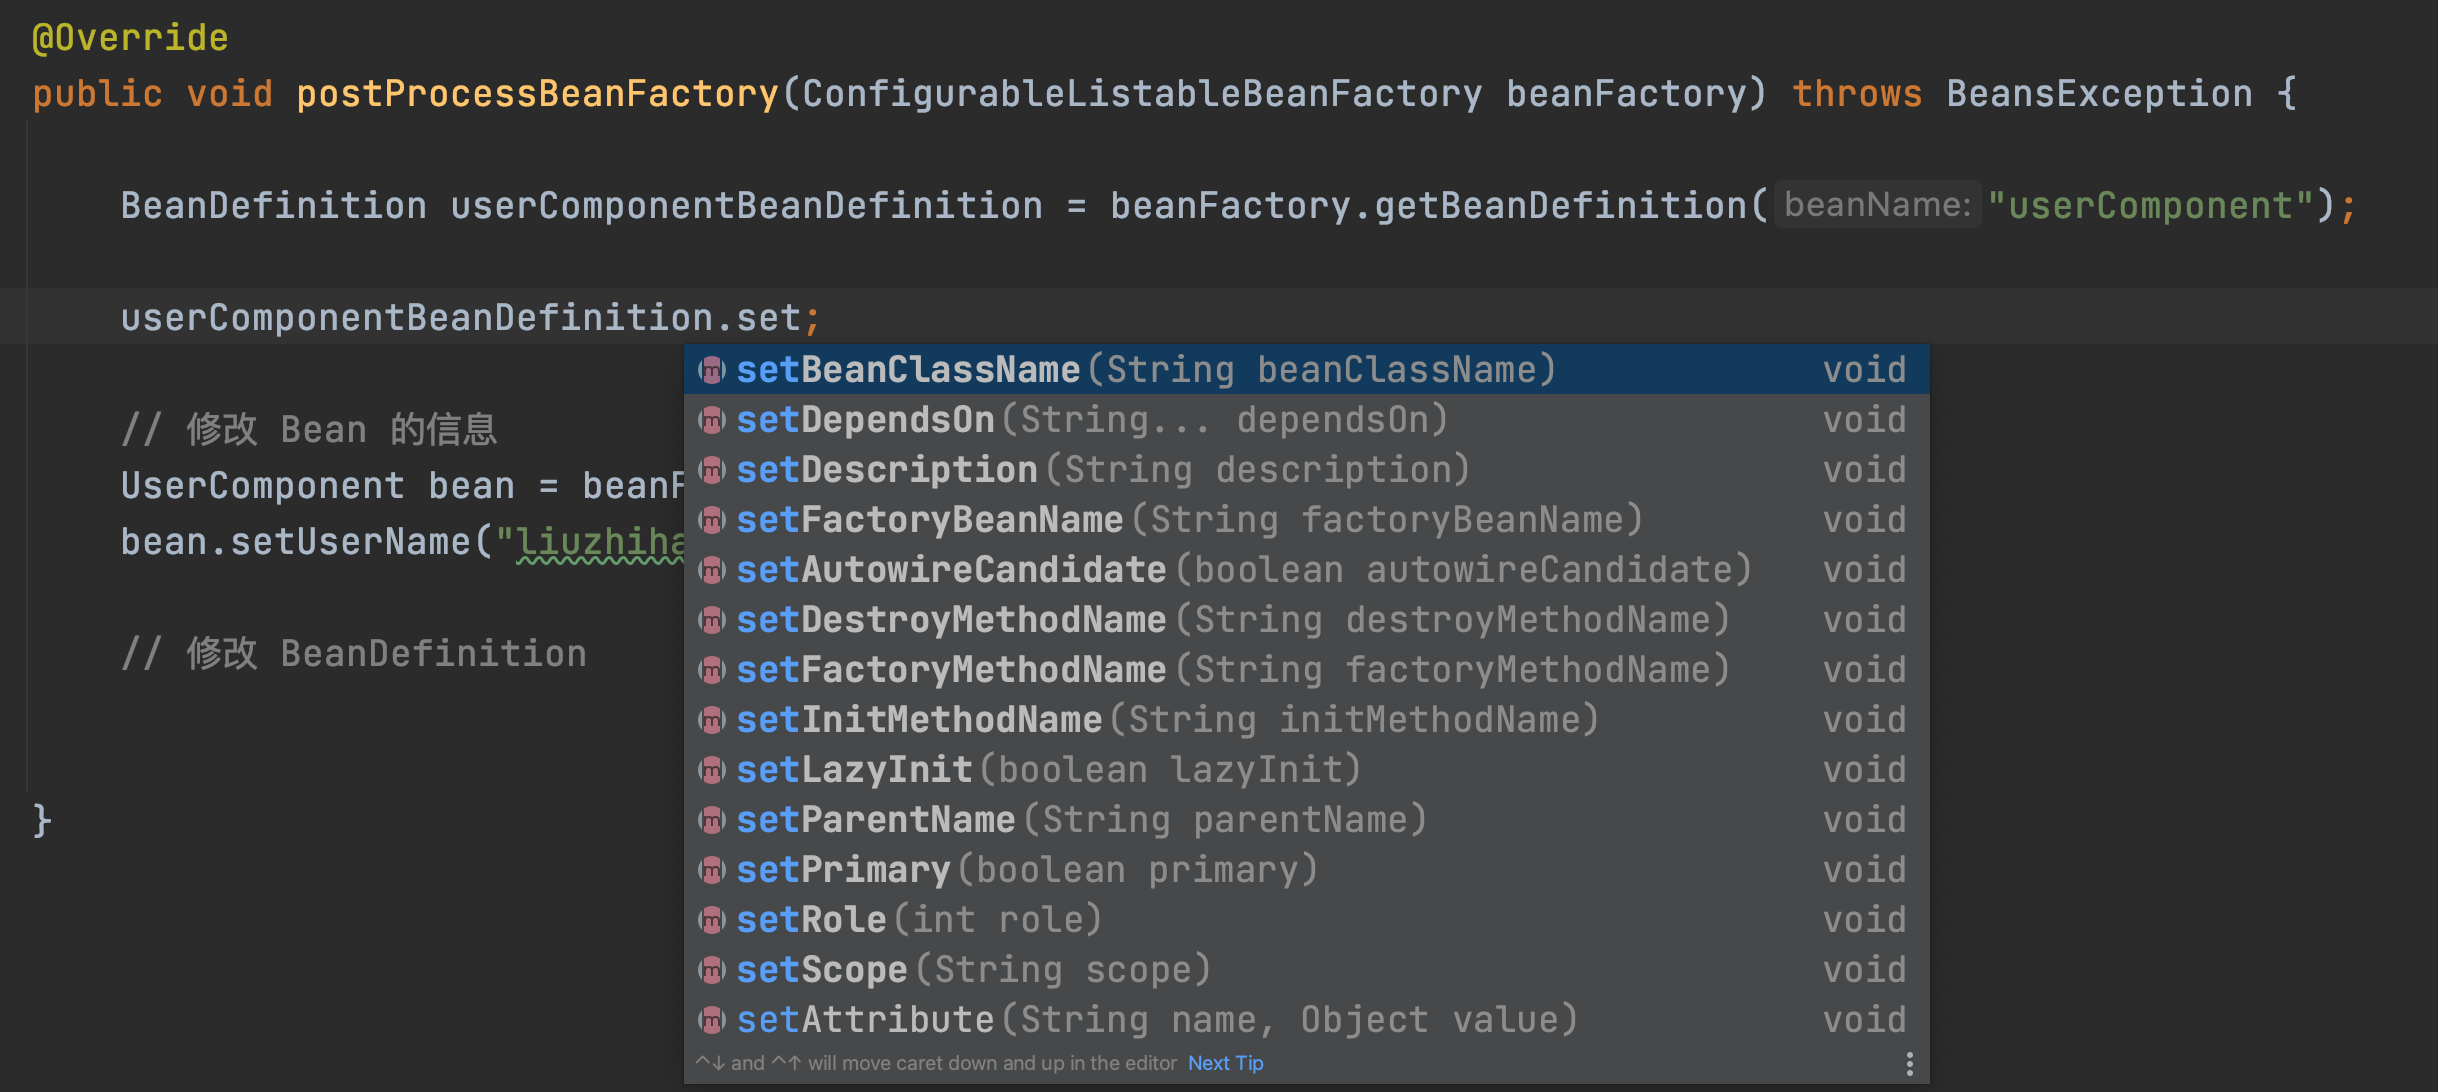 @Override
public void postProcessBeanFactory(ConfigurableListableBeanFactory beanFactory) throws BeansException {
BeanDefinition userComponentBeanDefinition = beanFactory.getBeanDefinition( beanName: "userComponent");
userComponentBeanDefinition.set;
// 修改 Bean 的信息
UserComponent bean = beanF
bean.setUserName("liuzhiha
// 修改 BeanDefinition
}
setBeanClassName(String beanClassName) void
setDependsOn(String... dependsOn) void
setDescription(String description) void
setFactoryBeanName(String factoryBeanName) void
setAutowireCandidate(boolean autowireCandidate) void
setDestroyMethodName(String destroyMethodName) void
setFactoryMethodName(String factoryMethodName) void
setInitMethodName(String initMethodName) void
setLazyInit(boolean lazyInit) void
setParentName(String parentName) void
setPrimary(boolean primary) void
setRole(int role) void
setScope(String scope) void
setAttribute(String name, Object value) void
^↓ and ^↑ will move caret down and up in the editor Next Tip